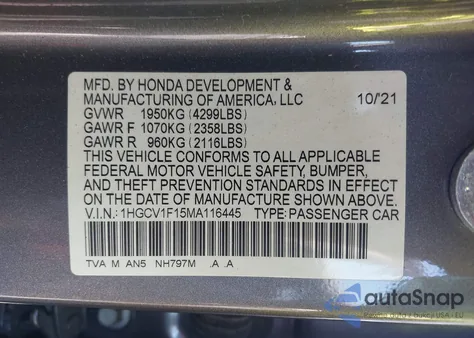 MFD. BY HONDA DEVELOPMENT &
MANUFACTURING OF AMERICA, LLC 10/'21
GVWR 1950KG (4299LBS)
GAWR F 1070KG (2358LBS)
GAWR R 960KG (2116LBS)
THIS VEHICLE CONFORMS TO ALL APPLICABLE
FEDERAL MOTOR VEHICLE SAFETY, BUMPER,
AND THEFT PREVENTION STANDARDS IN EFFECT
ON THE DATE OF MANUFACTURE SHOWN ABOVE.
V.I.N.: 1HGCV1F15MA116445 TYPE: PASSENGER CAR
TVA M AN5 NH797M .A .A
autoSnap